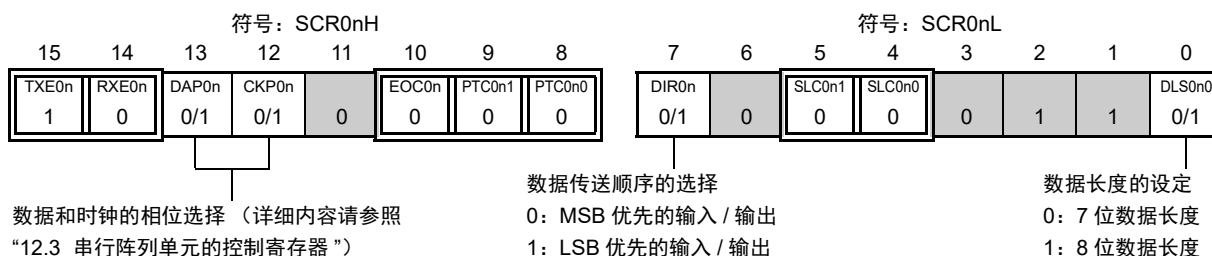 符号：SCR0nH
符号：SCR0nL
15 14 13 12 11 10 9 8 7 6 5 4 3 2 1 0
TXE0n RXE0n DAP0n CKP0n EOC0n PTC0n1 PTC0n0 DIR0n SLC0n1 SLC0n0 DLS0n0
1 0 0/1 0/1 0 0 0 0 0/1 0 0 0 0 1 1 0/1
数据和时钟的相位选择 （详细内容请参照
“12.3 串行阵列单元的控制寄存器”）
数据传送顺序的选择
0：MSB 优先的输入 / 输出
1：LSB 优先的输入 / 输出
数据长度的设定
0：7 位数据长度
1：8 位数据长度